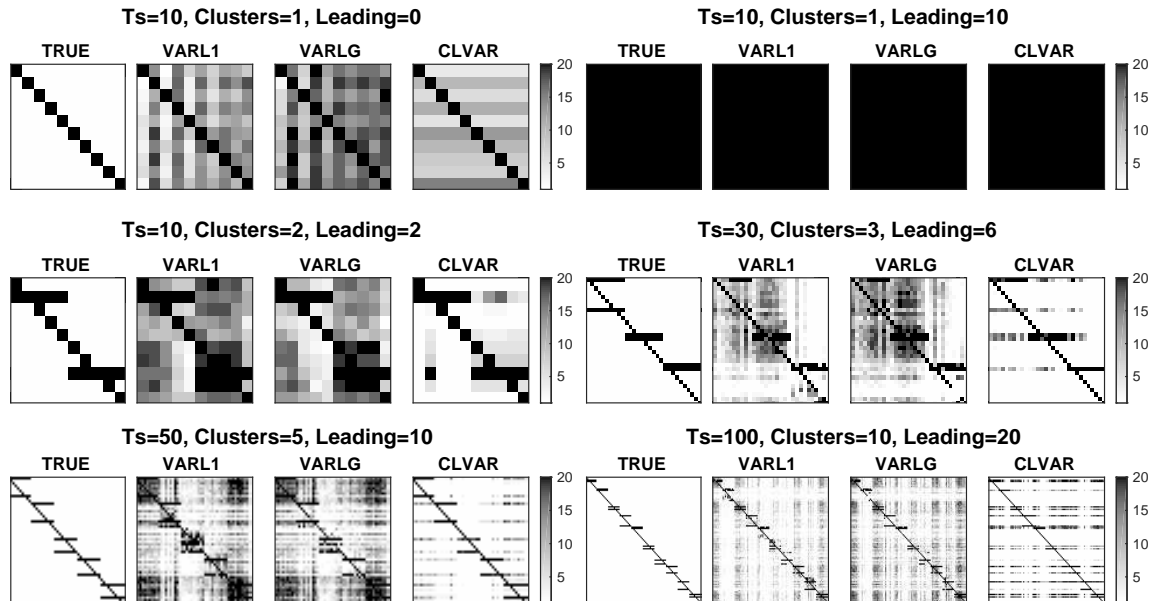 Ts=10, Clusters=1, Leading=0
TRUE VARL1 VARLG CLVAR
20
15
10
5
Ts=10, Clusters=1, Leading=10
TRUE VARL1 VARLG CLVAR
20
15
10
5
Ts=10, Clusters=2, Leading=2
TRUE VARL1 VARLG CLVAR
20
15
10
5
Ts=30, Clusters=3, Leading=6
TRUE VARL1 VARLG CLVAR
20
15
10
5
Ts=50, Clusters=5, Leading=10
TRUE VARL1 VARLG CLVAR
20
15
10
5
Ts=100, Clusters=10, Leading=20
TRUE VARL1 VARLG CLVAR
20
15
10
5